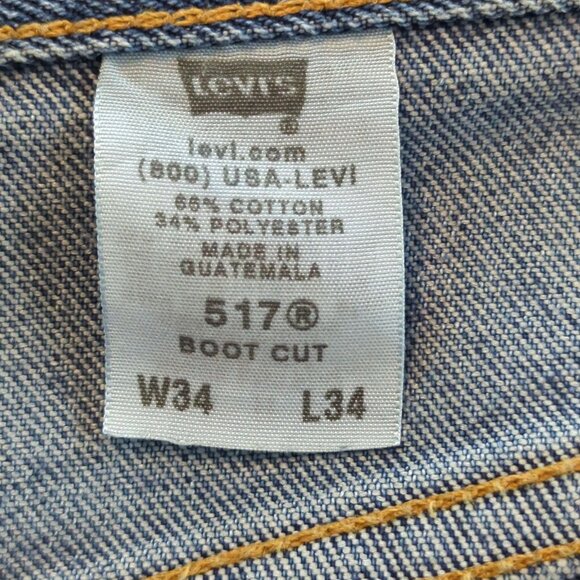 Levi's
®
levi.com
(800) USA-LEVI
66% COTTON
34% POLYESTER
MADE IN
GUATEMALA
517®
BOOT CUT
W34 L34